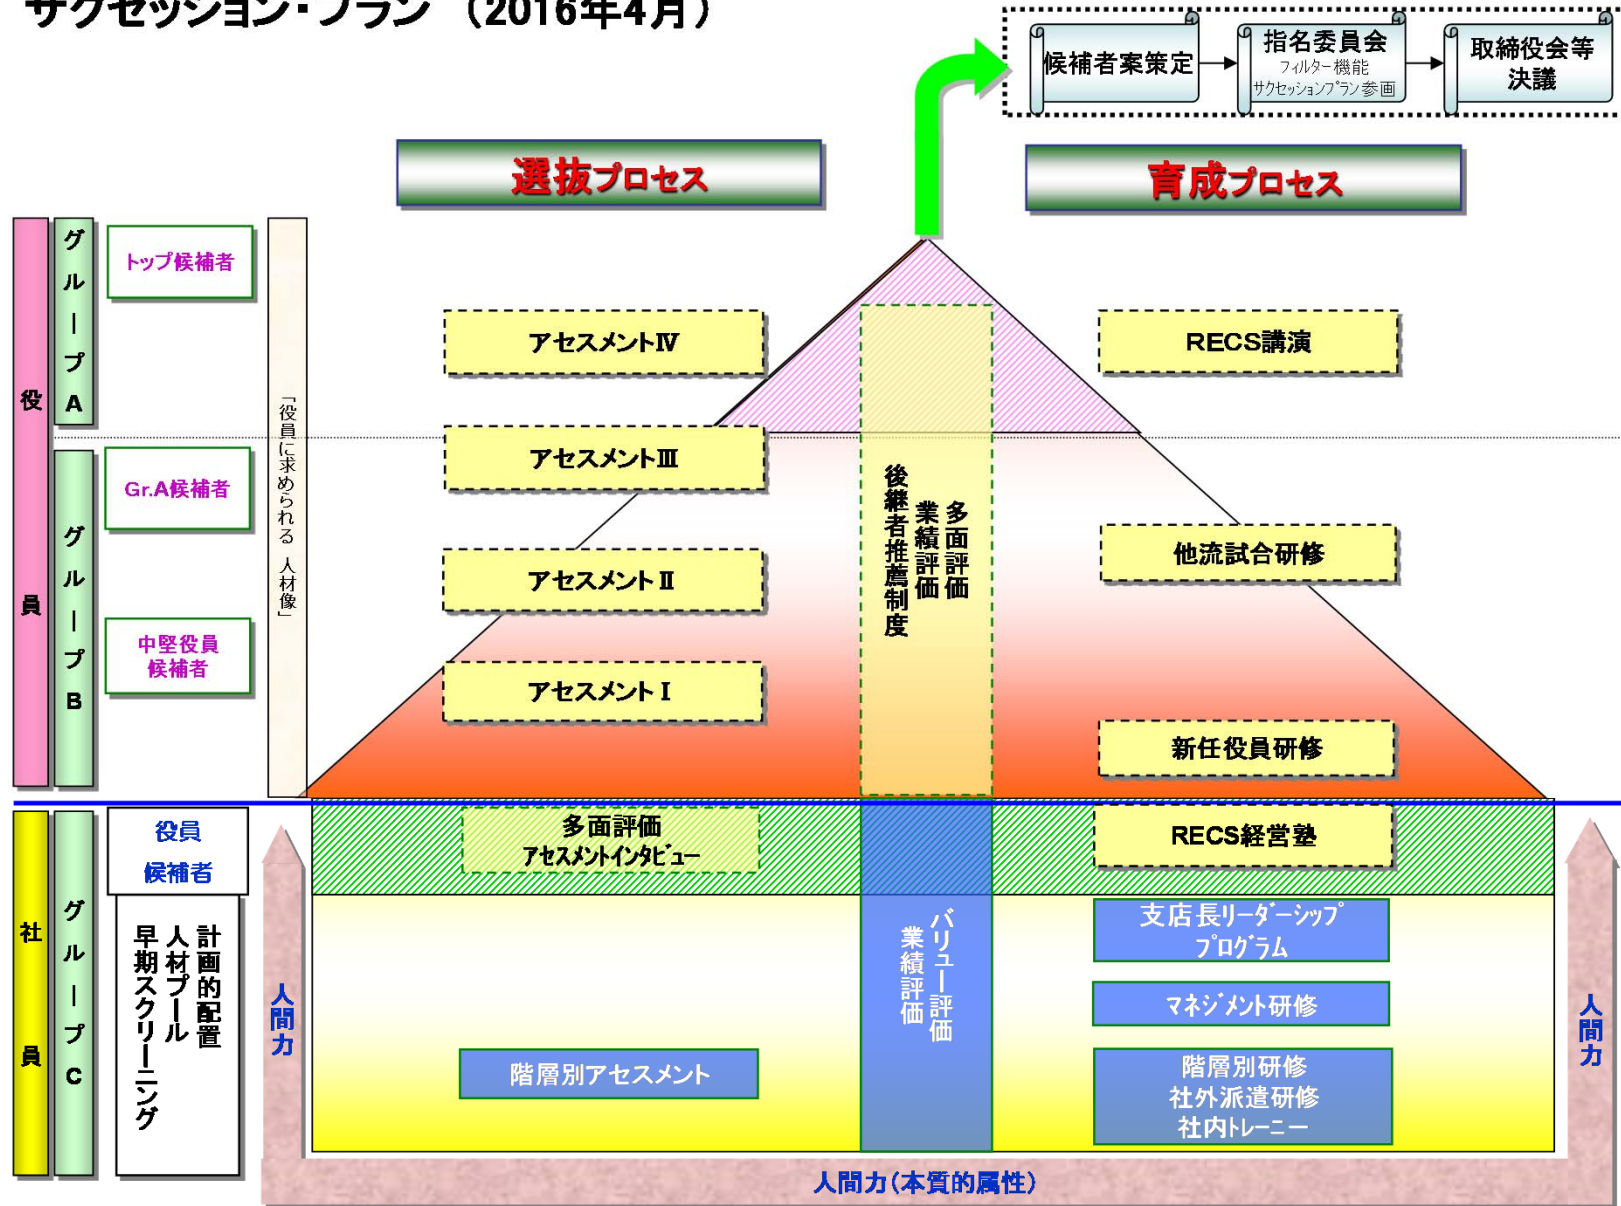 サクセッション・プラン （2016年4月）
候補者案策定
指名委員会
フィルター機能
サクセッションプラン参画
取締役会等
決議
選抜プロセス
育成プロセス
役員
グループA
トップ候補者
グループB
Gr.A候補者
中堅役員
候補者
「役員に求められる 人材像」
アセスメントⅣ
アセスメントⅢ
アセスメントⅡ
アセスメントⅠ
多面評価
業績評価
後継者推薦制度
RECS講演
他流試合研修
新任役員研修
社員
グループC
役員
候補者
計画的配置
人材プール
早期スクリーニング
人間力
多面評価
アセスメントインタビュー
階層別アセスメント
バリュー評価
業績評価
RECS経営塾
支店長リーダーシップ
プログラム
マネジメント研修
階層別研修
社外派遣研修
社内トレーニー
人間力
人間力（本質的属性）